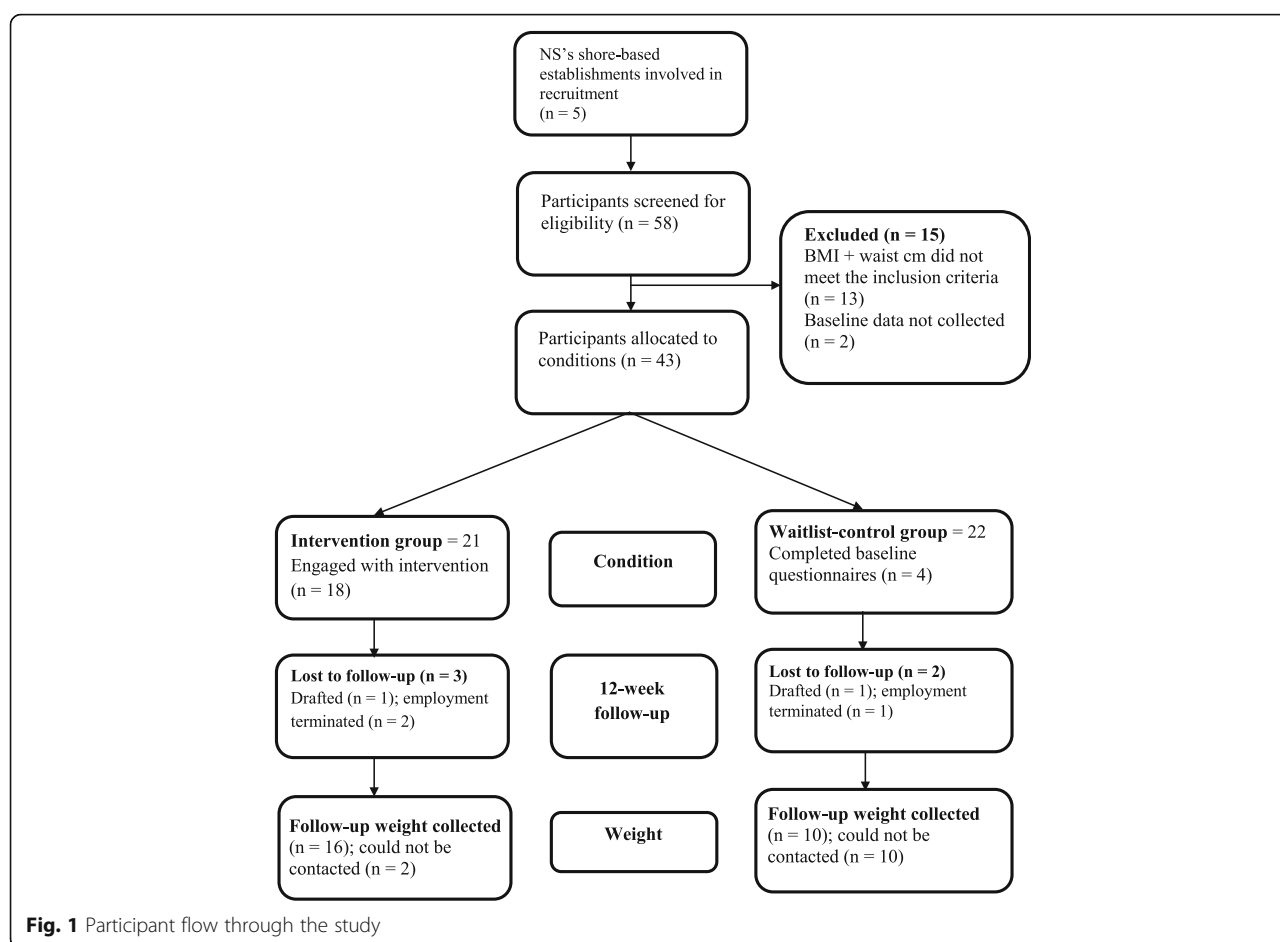 NS's shore-based
establishments involved in
recruitment
(n = 5)
Participants screened for
eligibility (n = 58)
Excluded (n = 15)
BMI + waist cm did not
meet the inclusion criteria
(n = 13)
Baseline data not collected
(n = 2)
Participants allocated to
conditions (n = 43)
Intervention group = 21
Engaged with intervention
(n = 18)
Condition
Waitlist-control group = 22
Completed baseline
questionnaires (n = 4)
Lost to follow-up (n = 3)
Drafted (n = 1); employment
terminated (n = 2)
12-week
follow-up
Lost to follow-up (n = 2)
Drafted (n = 1); employment
terminated (n = 1)
Follow-up weight collected
(n = 16); could not be
contacted (n = 2)
Weight
Follow-up weight collected
(n = 10); could not be
contacted (n = 10)
Fig. 1 Participant flow through the study